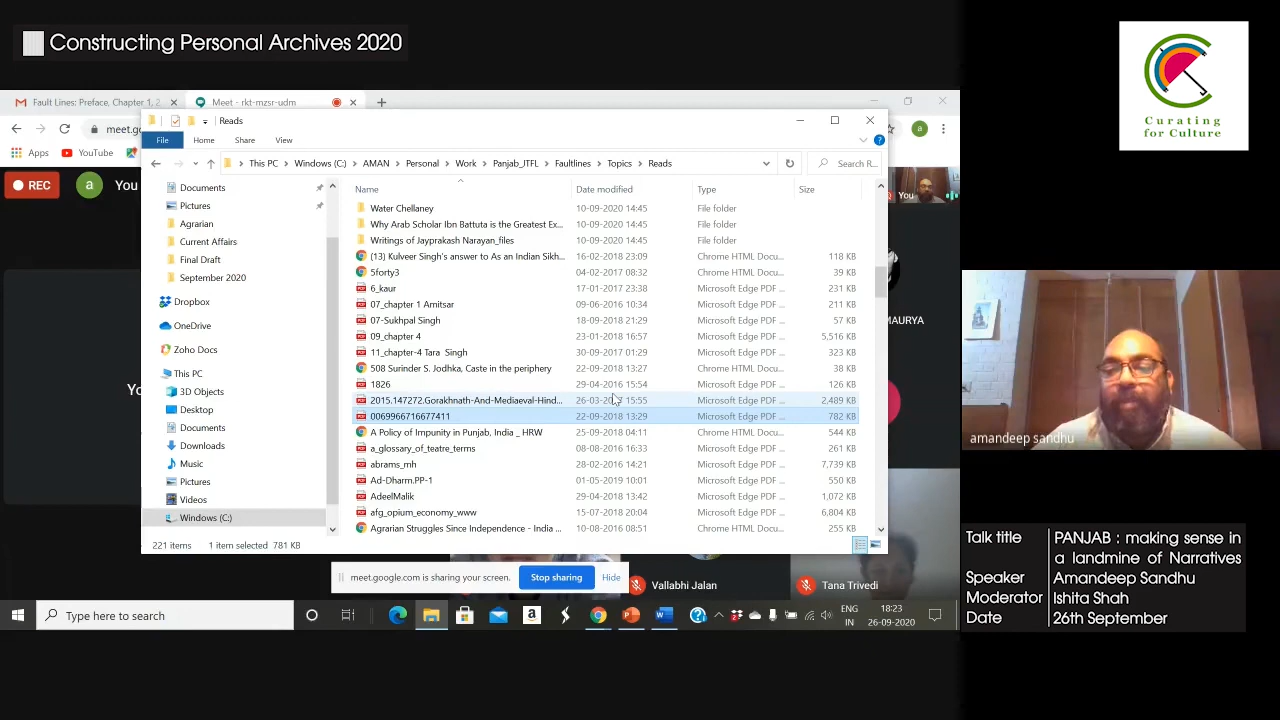 Constructing Personal Archives 2020
Curating
for Culture
Fault Lines: Preface, Chapter 1, 2
Meet - rkt-mzsr-udm
meet.go
Apps
YouTube
REC
a
You
You
MAURYA
Reads
File
Home
Share
View
This PC
Windows (C:)
AMAN
Personal
Work
Panjab_JTFL
Faultlines
Topics
Reads
Search R...
Documents
Pictures
Agrarian
Current Affairs
Final Draft
September 2020
Dropbox
OneDrive
Zoho Docs
This PC
3D Objects
Desktop
Documents
Downloads
Music
Pictures
Videos
Windows (C:)
Name Date modified Type Size
Water Chellaney 10-09-2020 14:45 File folder
Why Arab Scholar Ibn Battuta is the Greatest Ex... 10-09-2020 14:45 File folder
Writings of Jayprakash Narayan_files 10-09-2020 14:45 File folder
(13) Kulveer Singh's answer to As an Indian Sikh... 16-02-2018 23:09 Chrome HTML Docu... 118 KB
5forty3 04-02-2017 08:32 Chrome HTML Docu... 39 KB
6_kaur 17-01-2017 23:38 Microsoft Edge PDF ... 231 KB
07_chapter 1 Amitsar 09-06-2016 10:34 Microsoft Edge PDF ... 211 KB
07-Sukhpal Singh 18-09-2018 21:29 Microsoft Edge PDF ... 57 KB
09_chapter 4 23-01-2018 16:57 Microsoft Edge PDF ... 5,516 KB
11_chapter-4 Tara Singh 30-09-2017 01:29 Microsoft Edge PDF ... 323 KB
508 Surinder S. Jodhka, Caste in the periphery 22-09-2018 13:27 Chrome HTML Docu... 38 KB
1826 29-04-2016 15:54 Microsoft Edge PDF ... 126 KB
2015.147272.Gorakhnath-And-Mediaeval-Hind... 15:55 Microsoft Edge PDF ... 2,489 KB
0069966716677411 22-09-2018 13:29 Microsoft Edge PDF ... 782 KB
A Policy of Impunity in Punjab, India _ HRW 25-09-2018 04:11 Chrome HTML Docu... 544 KB
a_glossary_of_teatre_terms 08-08-2016 16:33 Microsoft Edge PDF ... 261 KB
abrams_mh 28-02-2016 14:21 Microsoft Edge PDF ... 7,739 KB
Ad-Dharm.PP-1 01-05-2019 10:01 Microsoft Edge PDF ... 550 KB
AdeelMalik 29-04-2018 13:42 Microsoft Edge PDF ... 1,072 KB
afg_opium_economy_www 15-07-2018 20:04 Microsoft Edge PDF ... 6,804 KB
Agrarian Struggles Since Independence - India ... 10-08-2016 08:51 Chrome HTML Docu... 255 KB
221 items 1 item selected 781 KB
meet.google.com is sharing your screen.
Stop sharing
Hide
Vallabhi Jalan
Tana Trivedi
Type here to search
ENG
IN
18:23
26-09-2020
amandeep sandhu
Talk title PANJAB : making sense in
a landmine of Narratives
Speaker Amandeep Sandhu
Moderator Ishita Shah
Date 26th September